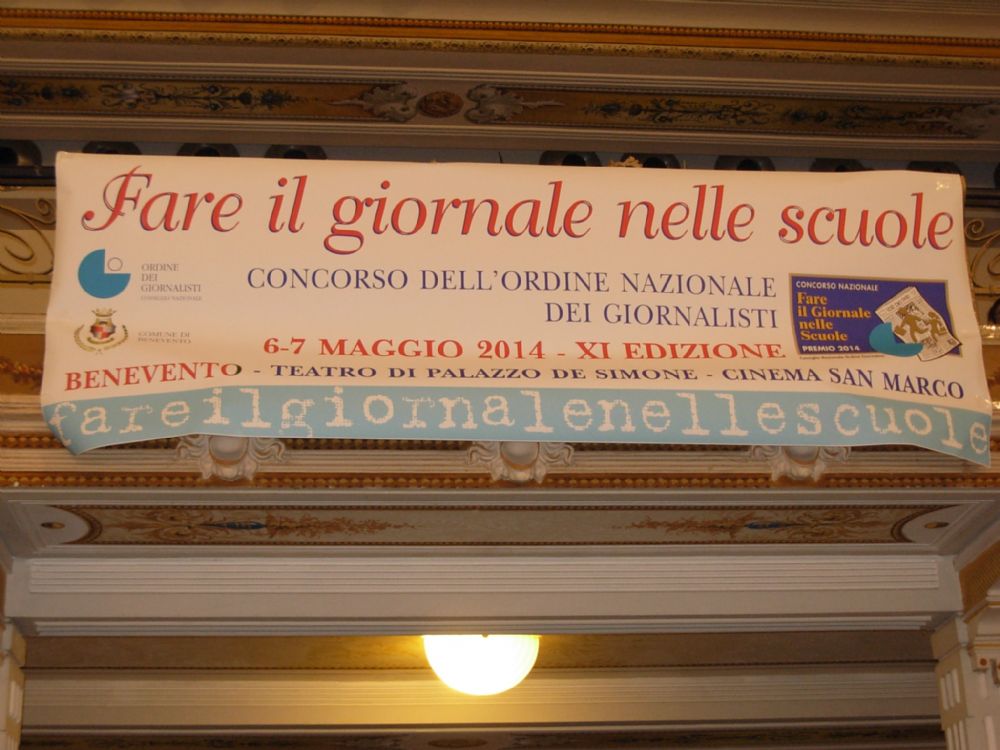 Fare il giornale nelle scuole
ORDINE
DEI
GIORNALISTI
CONSIGLIO NAZIONALE
CONCORSO DELL'ORDINE NAZIONALE
DEI GIORNALISTI
COMUNE DI
BENEVENTO
CONCORSO NAZIONALE
Fare
il Giornale
nelle
Scuole
PREMIO 2014
6-7 MAGGIO 2014 - XI EDIZIONE
BENEVENTO - TEATRO DI PALAZZO DE SIMONE - CINEMA SAN MARCO
fareilgiornalenellescuole